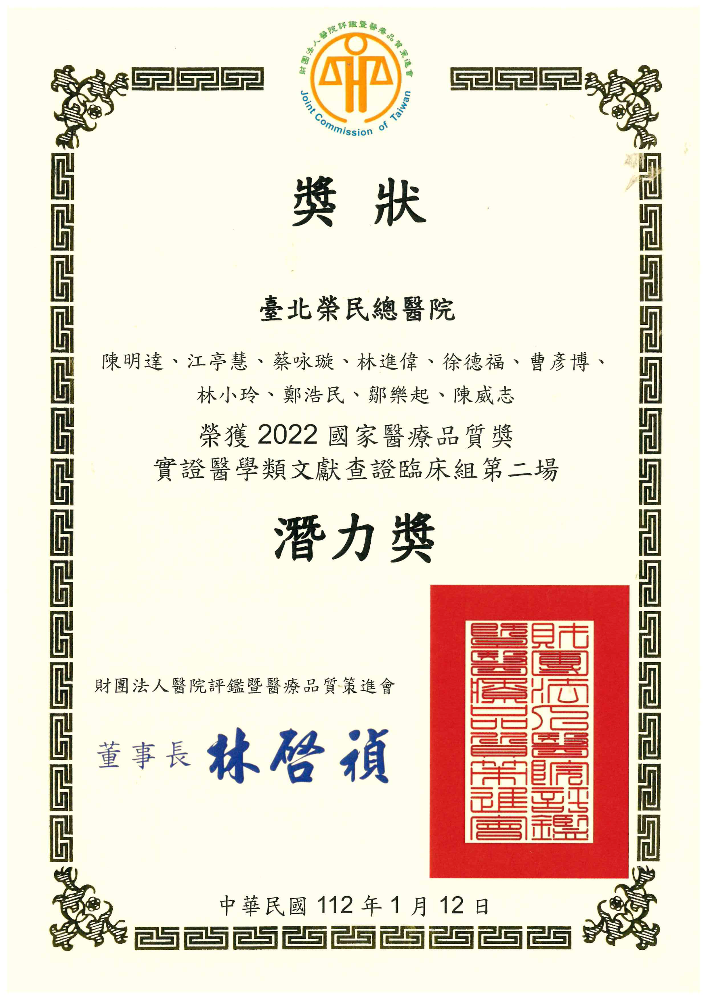 財團法人醫院評鑑暨醫療品質策進會
Joint Commission of Taiwan
獎狀
臺北榮民總醫院
陳明達、江亭慧、蔡咏璇、林進偉、徐德福、曹彥博、
林小玲、鄭浩民、鄒樂起、陳威志
榮獲 2022 國家醫療品質獎
實證醫學類文獻查證臨床組第二場
潛力獎
財團法人醫院評鑑暨醫療品質策進會
董事長 林啓禎
財團法人醫院評鑑
暨醫療品質策進會
中華民國 112 年 1 月 12 日